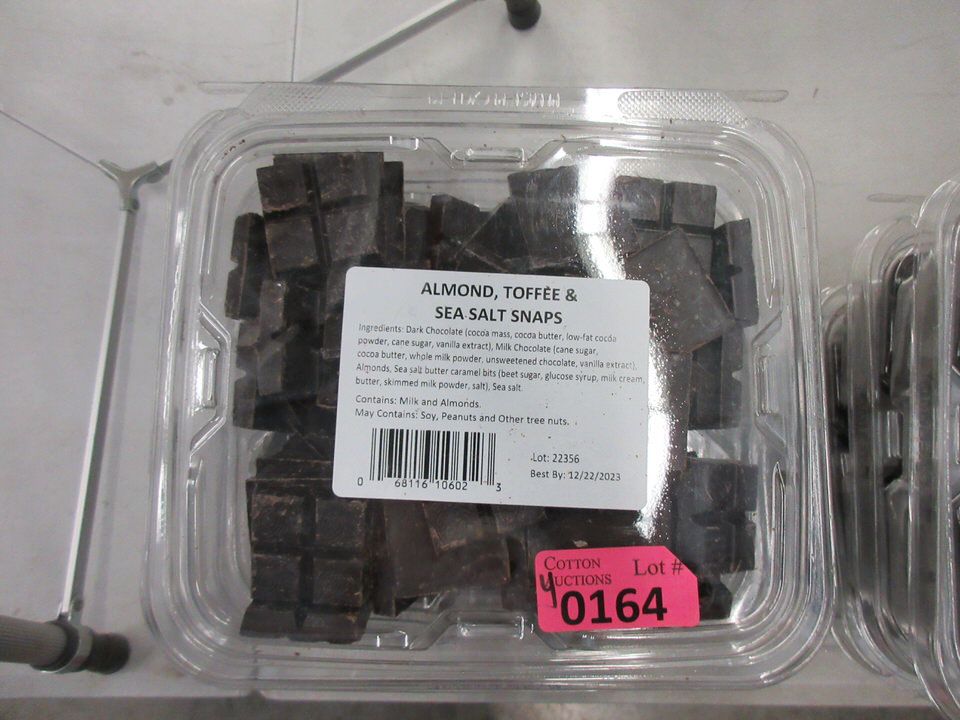 ALMOND, TOFFEE &
SEA SALT SNAPS
Ingredients: Dark Chocolate (cocoa mass, cocoa butter, low-fat cocoa
powder, cane sugar, vanilla extract), Milk Chocolate (cane sugar,
cocoa butter, whole milk powder, unsweetened chocolate, vanilla extract),
Almonds, Sea salt butter caramel bits (beet sugar, glucose syrup, milk cream,
butter, skimmed milk powder, salt), Sea salt.
Contains: Milk and Almonds.
May Contains: Soy, Peanuts and Other tree nuts.
Lot: 22356
Best By: 12/22/2023
0 68116 10602 3
COTTON
UCTIONS Lot #
0164